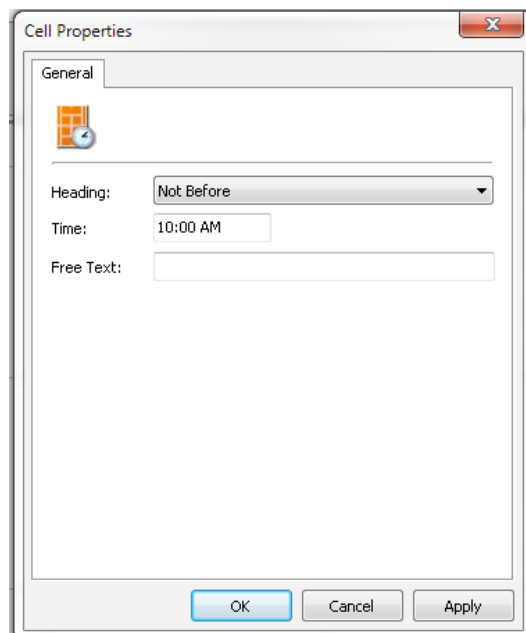 Cell Properties
X
General
Heading: Not Before
Time: 10:00 AM
Free Text:
OK Cancel Apply